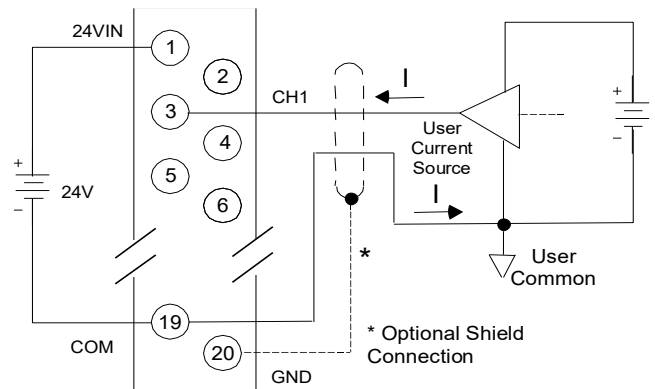 24VIN
1
2
+
3
CH1
I
+
4
User
Current
Source
-
5
+
24V
-
6
I
*
User
Common
19
COM
20
GND
* Optional Shield
Connection